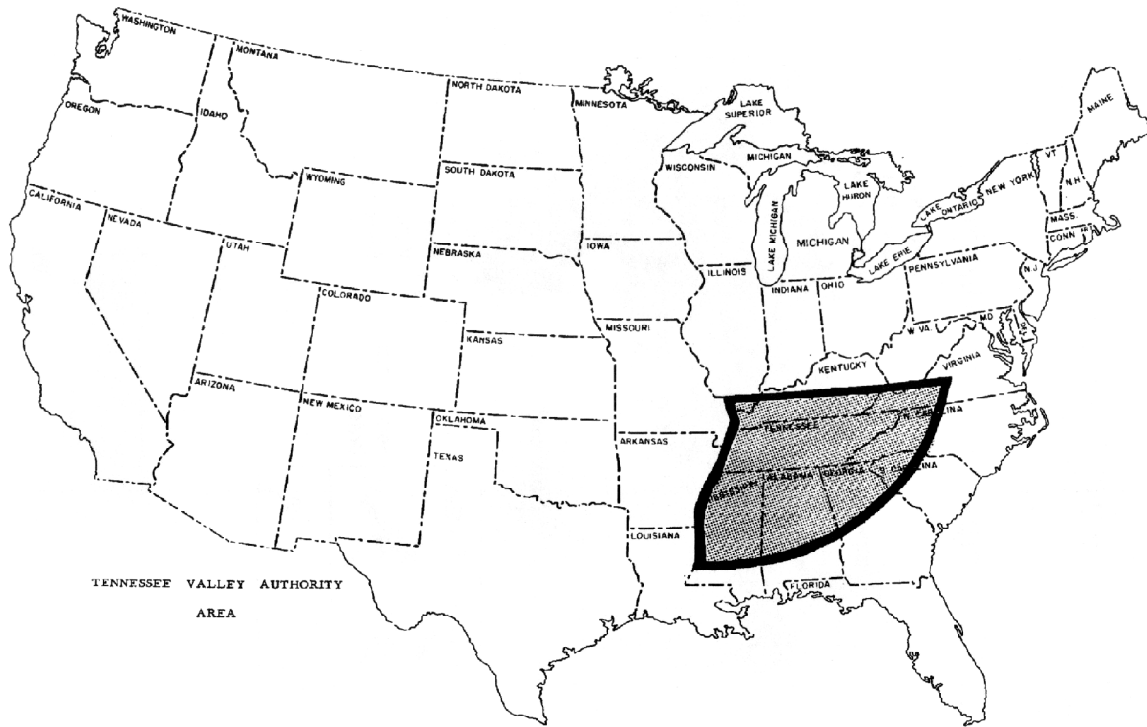 WASHINGTON
MONTANA
NORTH DAKOTA
MINNESOTA
LAKE
SUPERIOR
MAINE
OREGON
IDAHO
VT.
N.H.
WISCONSIN
MICHIGAN
SOUTH DAKOTA
WYOMING
LAKE
HURON
LAKE
ONTARIO
NEW YORK
CALIFORNIA
NEVADA
MASS.
CONN
UTAH
NEBRASKA
IOWA
LAKE MICHIGAN
MICHIGAN
LAKE ERIE
PENNSYLVANIA
N.J.
ILLINOIS
INDIANA
OHIO
COLORADO
MISSOURI
KANSAS
W VA.
MD.
VIRGINIA
KENTUCKY
ARIZONA
NEW MEXICO
OKLAHOMA
TENNESSEE
N CAROLINA
ARKANSAS
TEXAS
ALABAMA
GEORGIA
LOUISIANA
FLORIDA
TENNESSEE VALLEY AUTHORITY
AREA